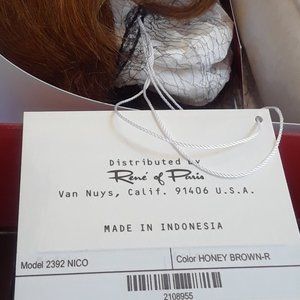 Distributed by
René of Paris
Van Nuys, Calif. 91406 U.S.A.
MADE IN INDONESIA
Model 2392 NICO
Color HONEY BROWN-R
2108955